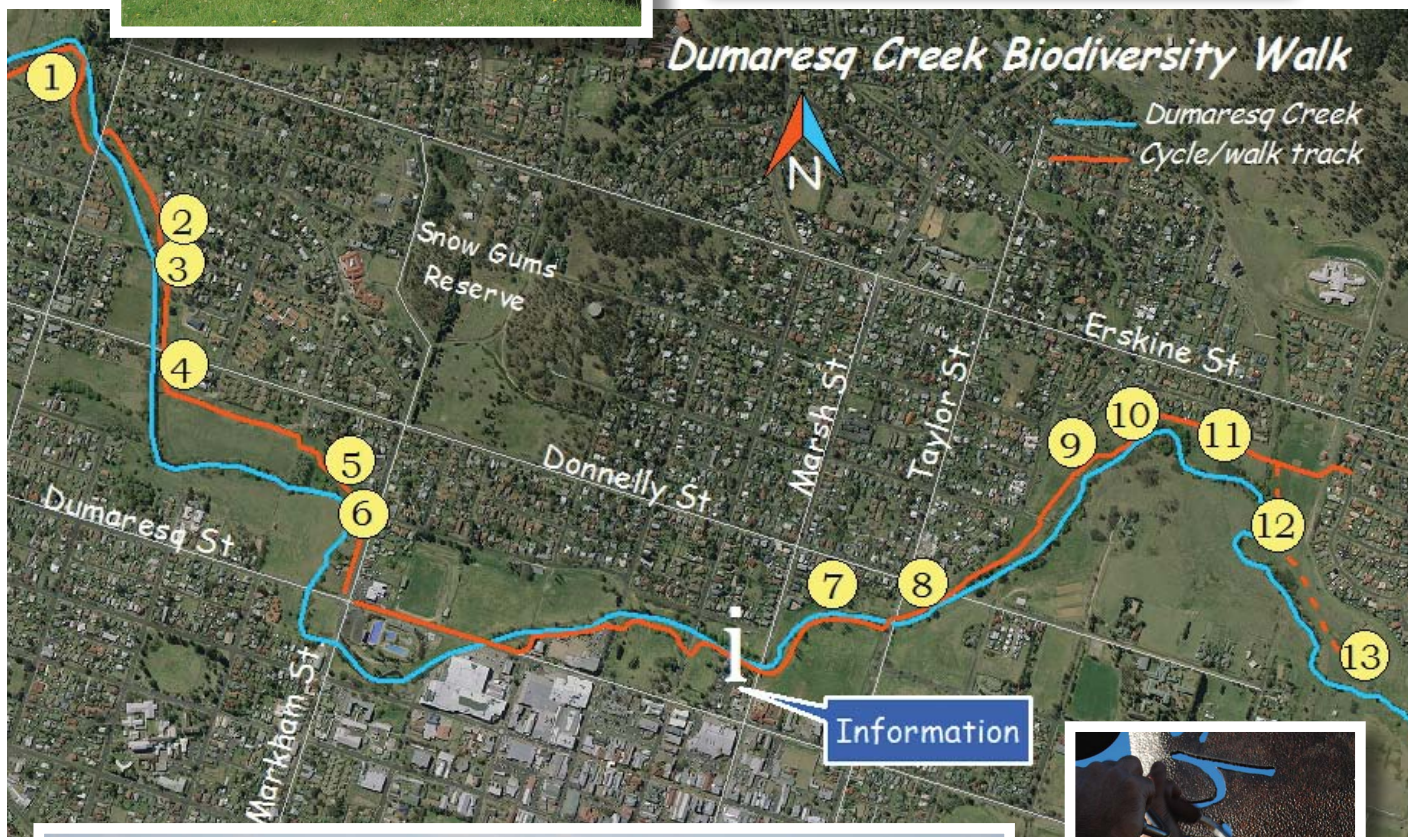 Dumaresq Creek Biodiversity Walk
Dumaresq Creek
Cycle/walk track
N
1
2
3
Snow Gums
Reserve
4
Erskine St.
Marsh St.
Taylor St.
10
9
11
5
Donnelly St.
6
12
Dumaresq St
7
8
i
13
Markham St.
Information